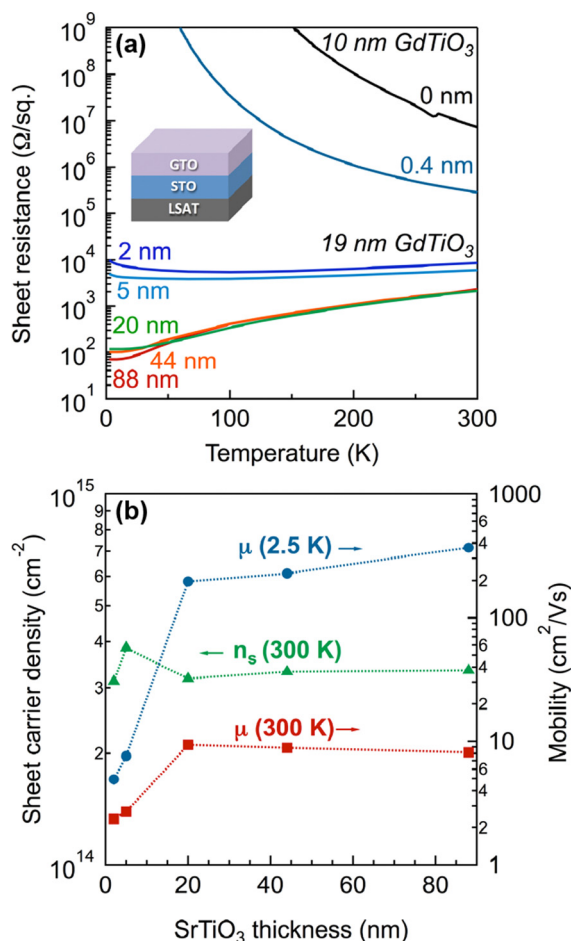 (a)
10 nm GdTiO3
0 nm
0.4 nm
GTO
STO
LSAT
19 nm GdTiO3
2 nm
5 nm
20 nm
44 nm
88 nm
Sheet resistance (Ω/sq.)
10^9
10^8
10^7
10^6
10^5
10^4
10^3
10^2
10^1
0 100 200 300
Temperature (K)
(b)
μ (2.5 K)
ns (300 K)
μ (300 K)
Sheet carrier density (cm^-2)
10^15
9
8
7
6
5
4
3
2
10^14
Mobility (cm^2/Vs)
1000
6
4
2
100
6
4
2
10
6
4
2
1
0 20 40 60 80
SrTiO3 thickness (nm)